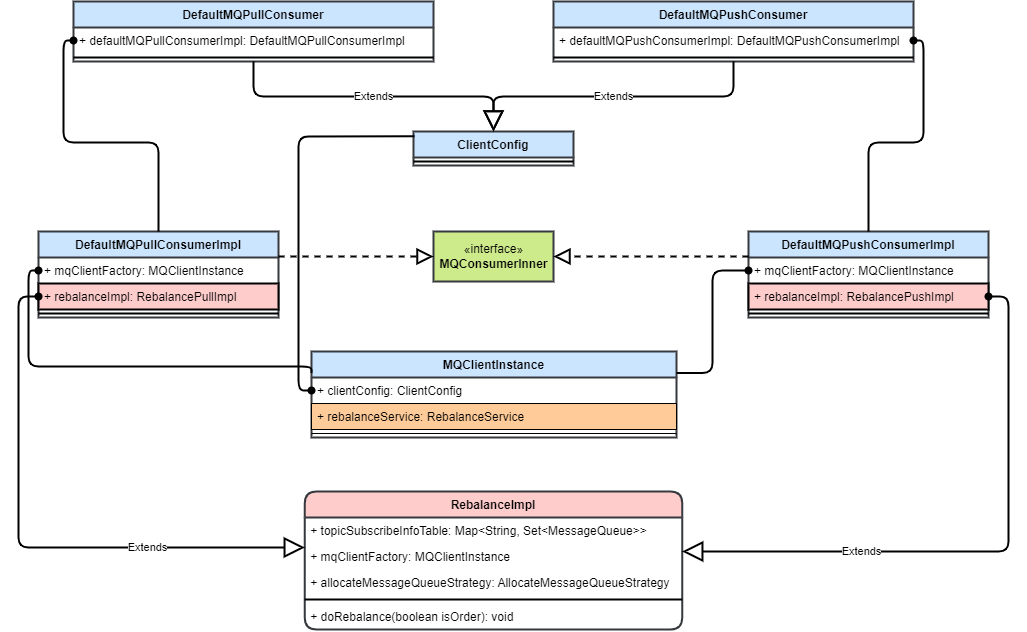 DefaultMQPullConsumer
+ defaultMQPullConsumerImpl: DefaultMQPullConsumerImpl
DefaultMQPushConsumer
+ defaultMQPushConsumerImpl: DefaultMQPushConsumerImpl
Extends
Extends
ClientConfig
DefaultMQPullConsumerImpl
+ mqClientFactory: MQClientInstance
+ rebalanceImpl: RebalancePullImpl
«interface»
MQConsumerInner
DefaultMQPushConsumerImpl
+ mqClientFactory: MQClientInstance
+ rebalanceImpl: RebalancePushImpl
MQClientInstance
+ clientConfig: ClientConfig
+ rebalanceService: RebalanceService
RebalanceImpl
+ topicSubscribeInfoTable: Map<String, Set<MessageQueue>>
+ mqClientFactory: MQClientInstance
+ allocateMessageQueueStrategy: AllocateMessageQueueStrategy
+ doRebalance(boolean isOrder): void
Extends
Extends